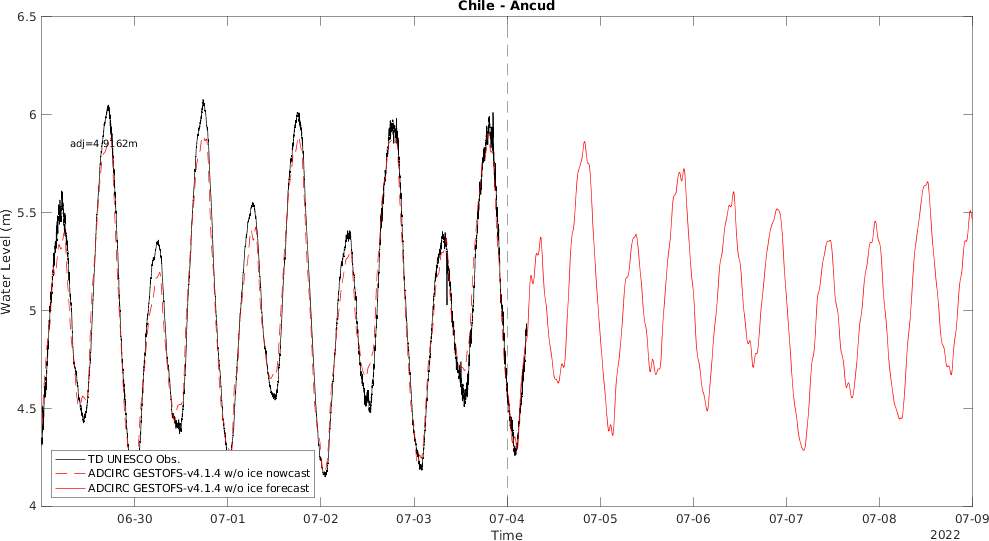 Chile - Ancud
6.5
6
5.5
5
4.5
4
Water Level (m)
adj=4.9162m
TD UNESCO Obs.
ADCIRC GESTOFS-v4.1.4 w/o ice nowcast
ADCIRC GESTOFS-v4.1.4 w/o ice forecast
06-30 07-01 07-02 07-03 07-04 07-05 07-06 07-07 07-08 07-09
Time
2022